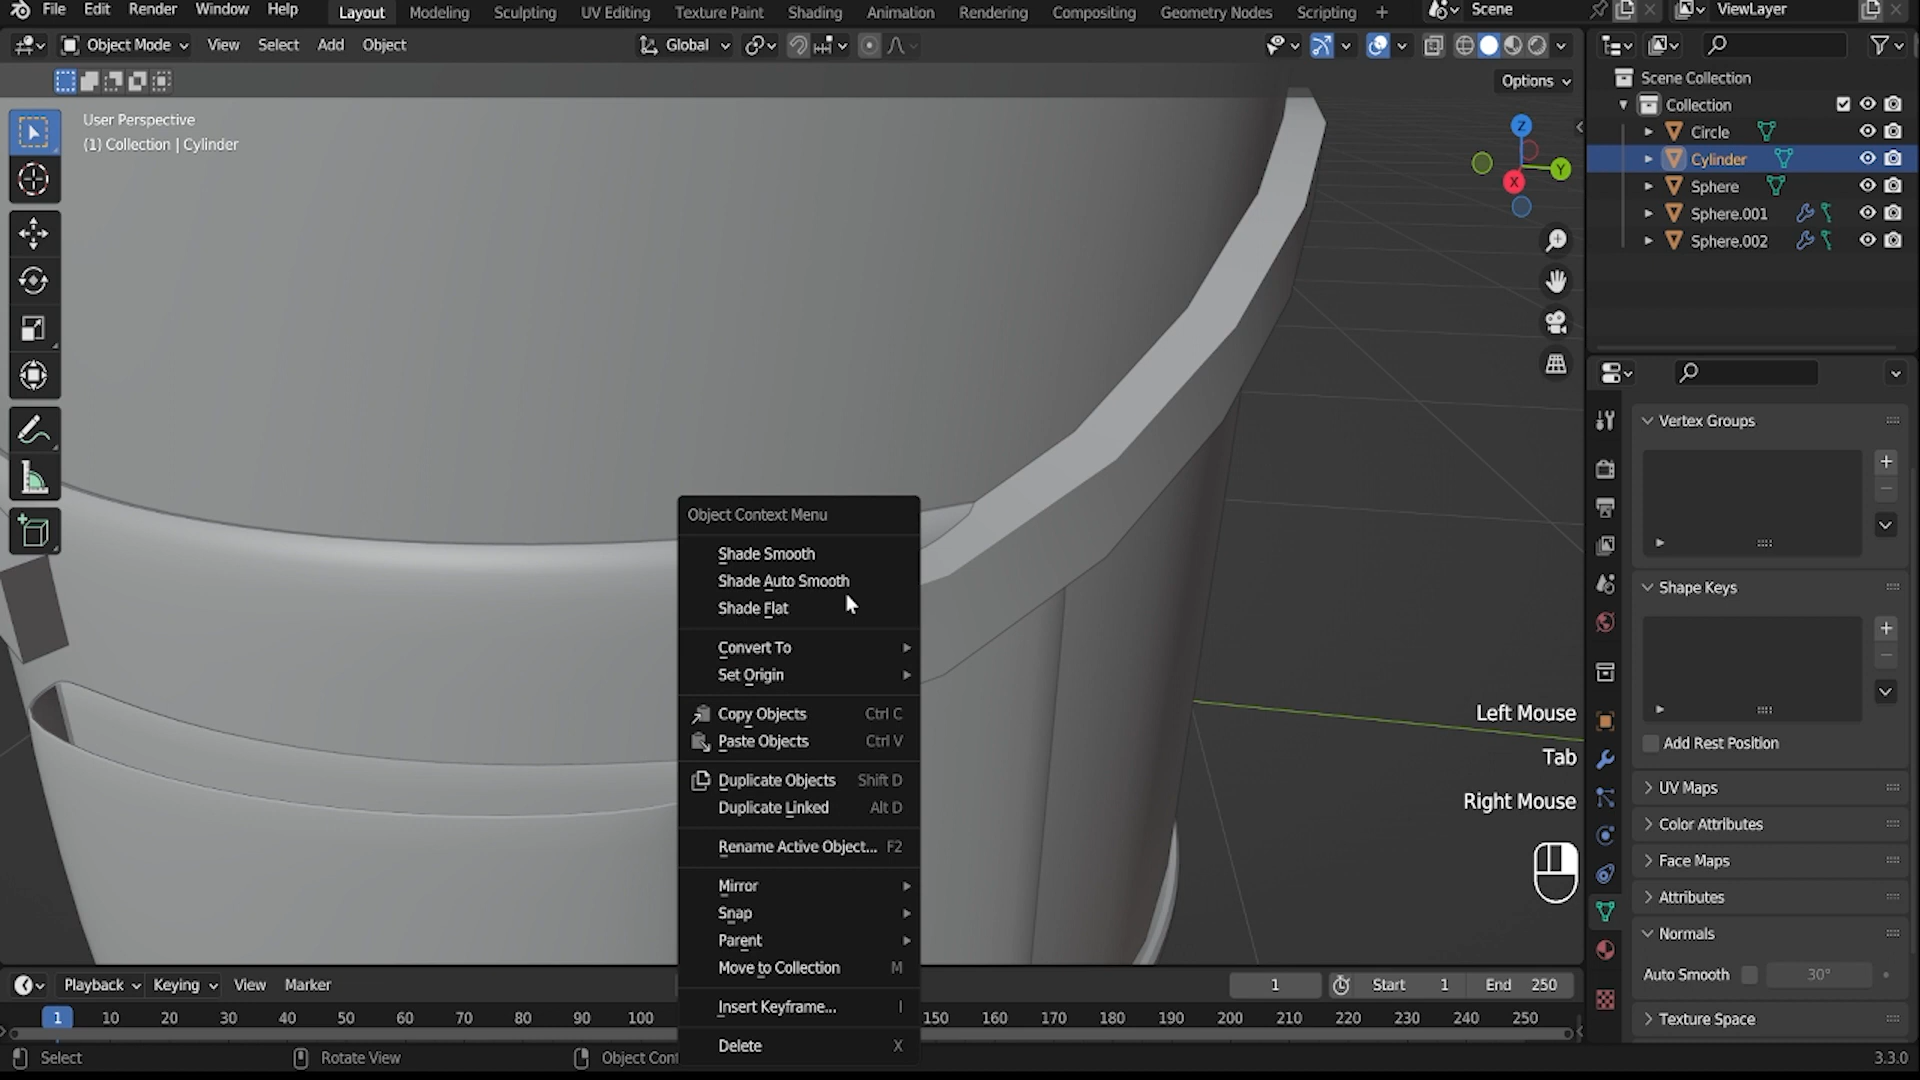 File Edit Render Window Help Layout Modeling Sculpting UV Editing Texture Paint Shading Animation Rendering Compositing Geometry Nodes Scripting + Scene ViewLayer
Object Mode View Select Add Object Global
Options
User Perspective
(1) Collection | Cylinder
Z
Y
X
Scene Collection
Collection
Circle
Cylinder
Sphere
Sphere.001
Sphere.002
Object Context Menu
Shade Smooth
Shade Auto Smooth
Shade Flat
Convert To
Set Origin
Copy Objects Ctrl C
Paste Objects Ctrl V
Duplicate Objects Shift D
Duplicate Linked Alt D
Rename Active Object... F2
Mirror
Snap
Parent
Move to Collection M
Insert Keyframe... I
Delete X
Left Mouse
Tab
Right Mouse
Vertex Groups
Shape Keys
Add Rest Position
UV Maps
Color Attributes
Face Maps
Attributes
Normals
Auto Smooth 30°
Texture Space
Playback Keying View Marker 1 Start 1 End 250
1 10 20 30 40 50 60 70 80 90 100 150 160 170 180 190 200 210 220 230 240 250
Select Rotate View Object Con 3.3.0